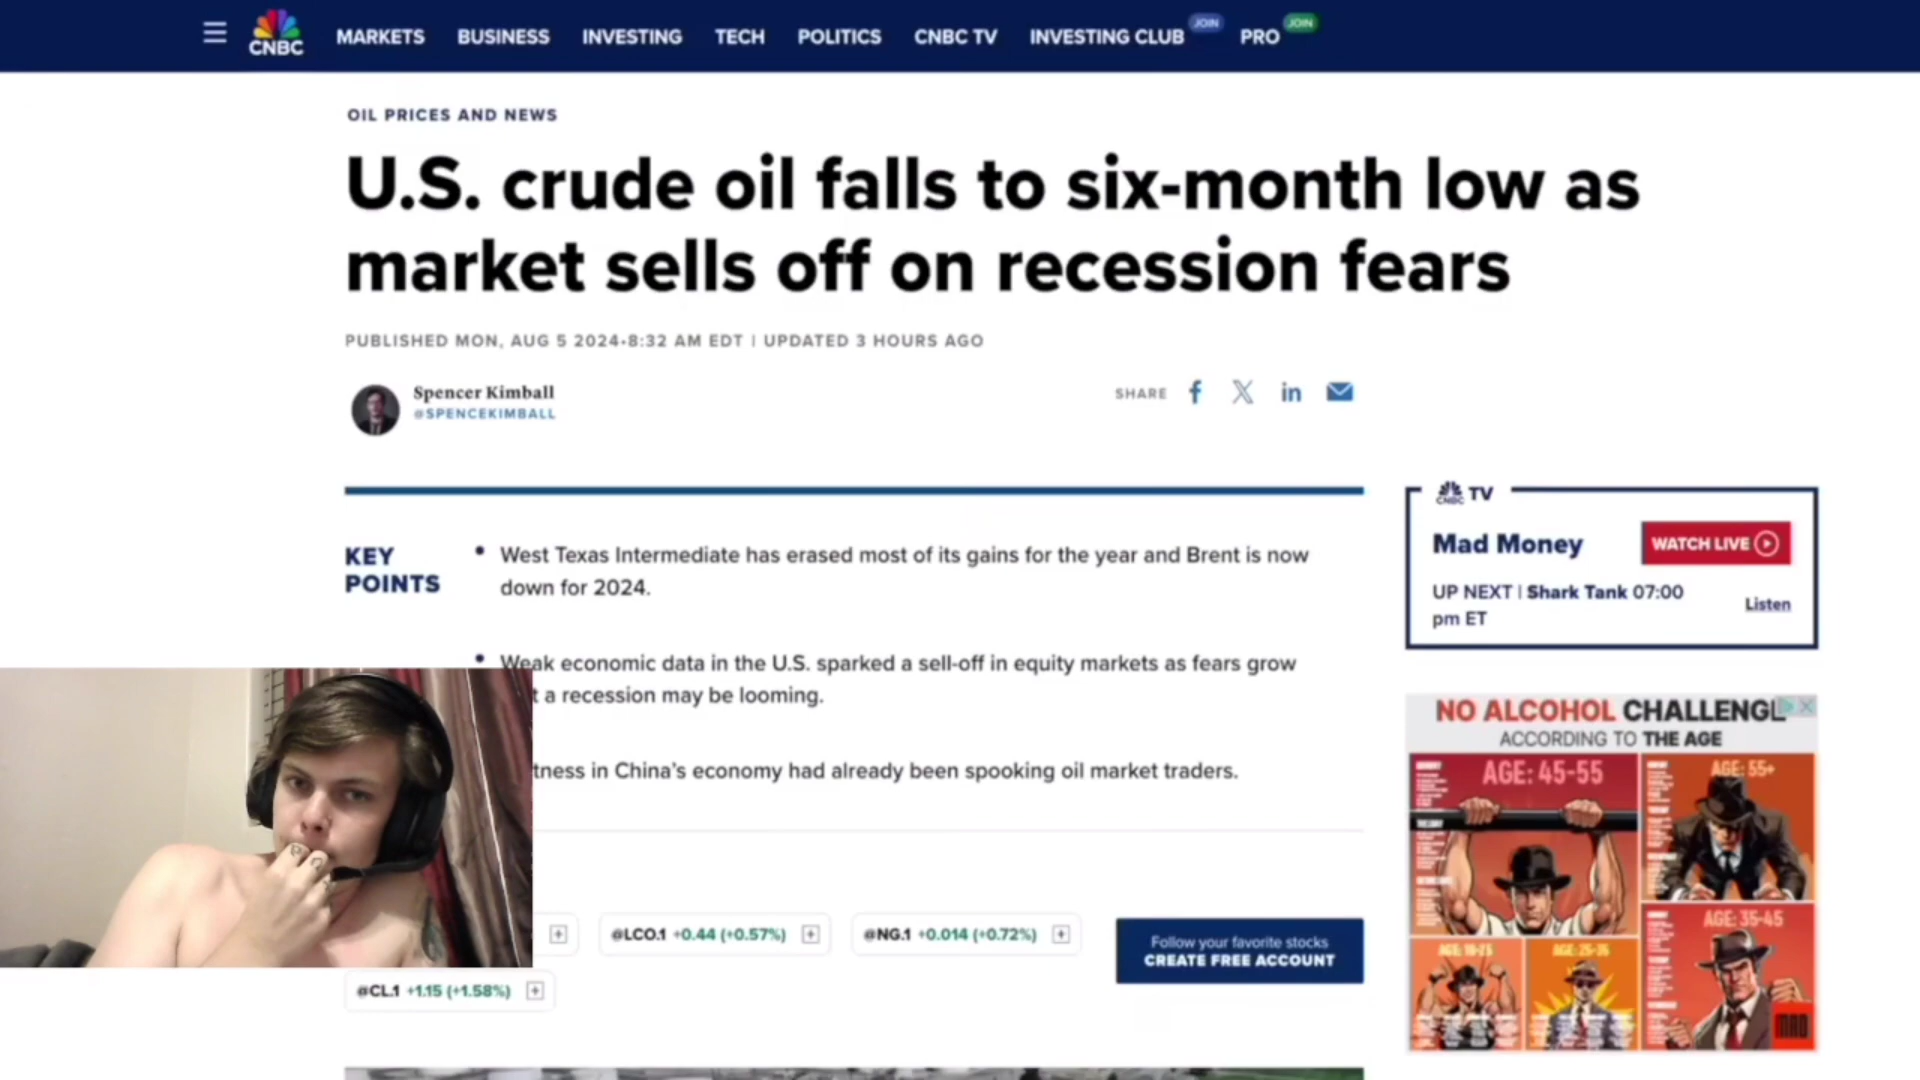 CNBC
MARKETS BUSINESS INVESTING TECH POLITICS CNBC TV INVESTING CLUB JOIN PRO JOIN
OIL PRICES AND NEWS
U.S. crude oil falls to six-month low as
market sells off on recession fears
PUBLISHED MON, AUG 5 2024•8:32 AM EDT | UPDATED 3 HOURS AGO
Spencer Kimball
@SPENCEKIMBALL
SHARE
KEY
POINTS
• West Texas Intermediate has erased most of its gains for the year and Brent is now
down for 2024.
• Weak economic data in the U.S. sparked a sell-off in equity markets as fears grow
t a recession may be looming.
tness in China's economy had already been spooking oil market traders.
@LCO.1 +0.44 (+0.57%)
@NG.1 +0.014 (+0.72%)
@CL.1 +1.15 (+1.58%)
Follow your favorite stocks
CREATE FREE ACCOUNT
CNBC TV
Mad Money
WATCH LIVE
UP NEXT | Shark Tank 07:00
pm ET
Listen
NO ALCOHOL CHALLENGE
ACCORDING TO THE AGE
AGE: 45-55
AGE: 55+
AGE: 35-45
AGE: 18-25
AGE: 25-35
MAD